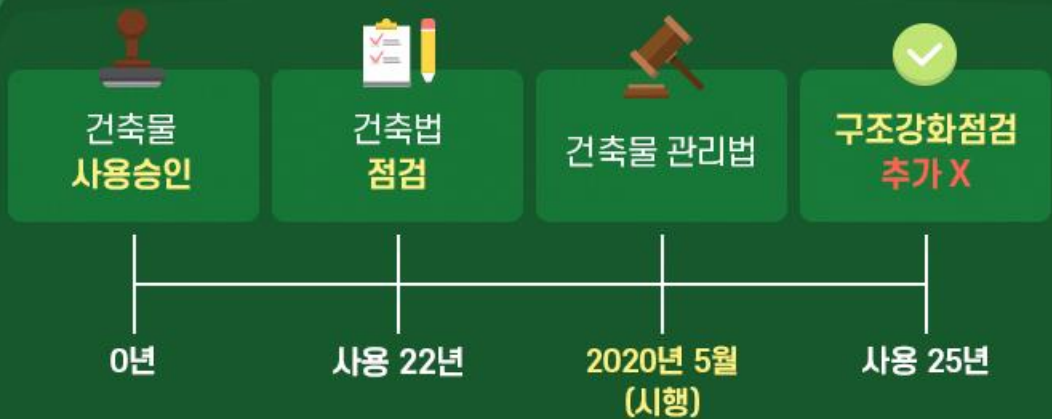 건축물
사용승인
건축법
점검
건축물 관리법
구조강화점검
추가 X
0년
사용 22년
2020년 5월
(시행)
사용 25년